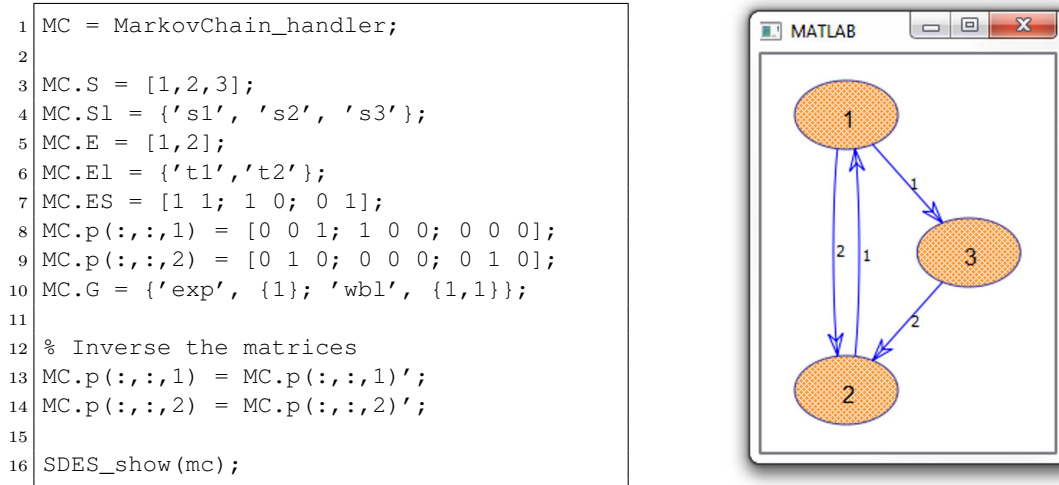 1 MC = MarkovChain_handler;
2
3 MC.S = [1,2,3];
4 MC.Sl = {'s1', 's2', 's3'};
5 MC.E = [1,2];
6 MC.El = {'t1','t2'};
7 MC.ES = [1 1; 1 0; 0 1];
8 MC.p(:,:,1) = [0 0 1; 1 0 0; 0 0 0];
9 MC.p(:,:,2) = [0 1 0; 0 0 0; 0 1 0];
10 MC.G = {'exp', {1}; 'wbl', {1,1}};
11
12 % Inverse the matrices
13 MC.p(:,:,1) = MC.p(:,:,1)';
14 MC.p(:,:,2) = MC.p(:,:,2)';
15
16 SDES_show(mc);
MATLAB
1
1
2 1
3
2
2